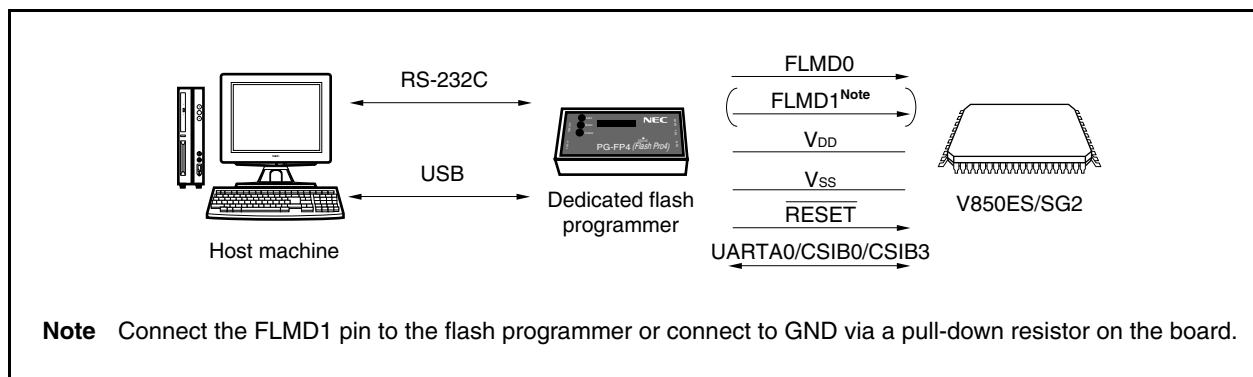 RS-232C
USB
Host machine
NEC
PG-FP4 (Flash Pro4)
Dedicated flash
programmer
FLMD0
FLMD1Note
VDD
VSS
RESET
UARTA0/CSIB0/CSIB3
V850ES/SG2
Note Connect the FLMD1 pin to the flash programmer or connect to GND via a pull-down resistor on the board.